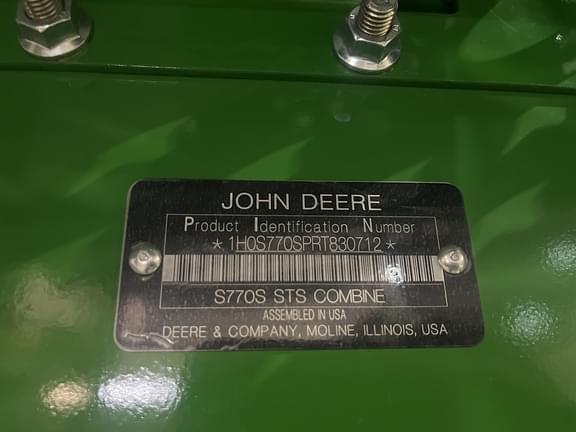 JOHN DEERE
Product Identification Number
*1H0S770SPRT830712*
S770S STS COMBINE
ASSEMBLED IN USA
DEERE & COMPANY, MOLINE, ILLINOIS, USA